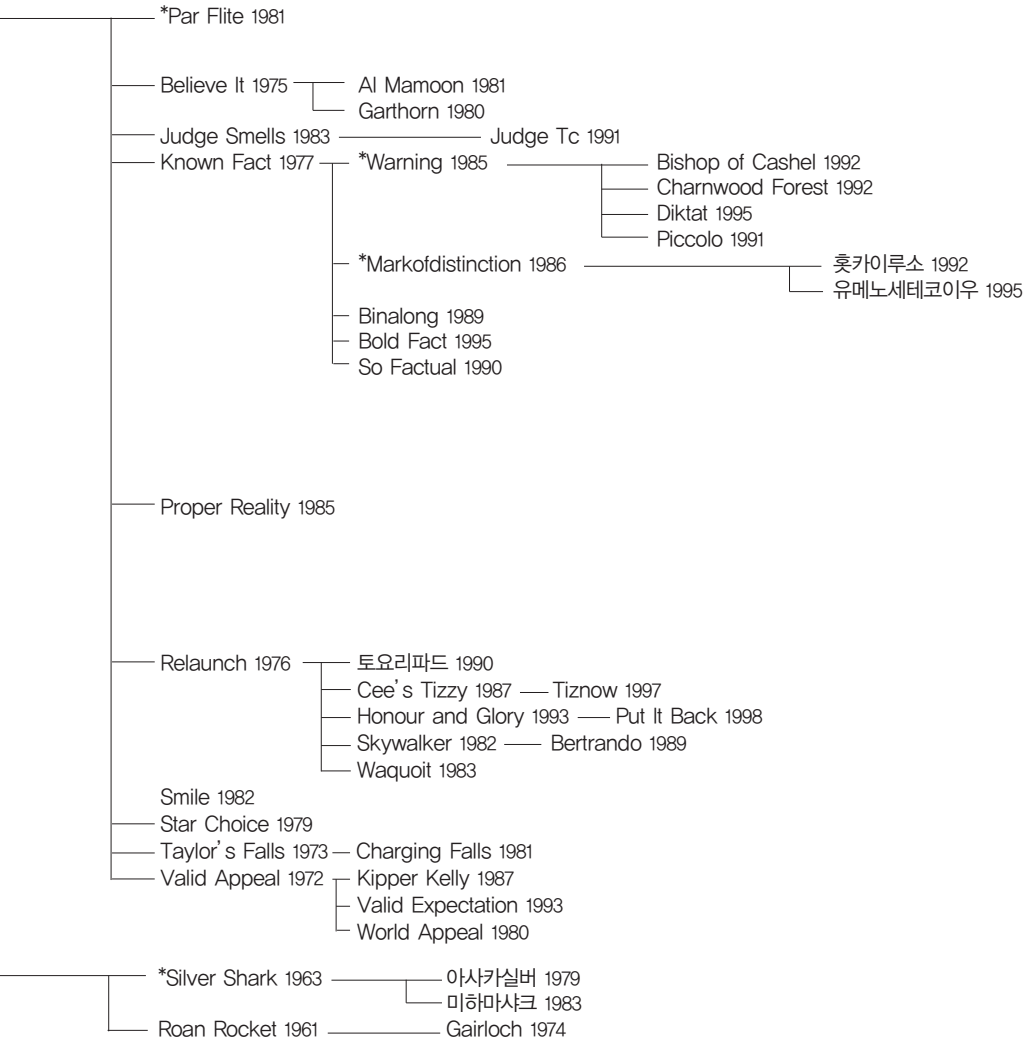 *Par Flite 1981
Believe It 1975 Al Mamoon 1981
Garthorn 1980
Judge Smells 1983 Judge Tc 1991
Known Fact 1977 *Warning 1985 Bishop of Cashel 1992
Charnwood Forest 1992
Diktat 1995
Piccolo 1991
*Markofdistinction 1986 홋카이루소 1992
유메노세테코이우 1995
Binalong 1989
Bold Fact 1995
So Factual 1990
Proper Reality 1985
Relaunch 1976 토요리파드 1990
Cee’s Tizzy 1987 Tiznow 1997
Honour and Glory 1993 Put It Back 1998
Skywalker 1982 Bertrando 1989
Waquoit 1983
Smile 1982
Star Choice 1979
Taylor’s Falls 1973 Charging Falls 1981
Valid Appeal 1972 Kipper Kelly 1987
Valid Expectation 1993
World Appeal 1980
*Silver Shark 1963 아사카실버 1979
미하마샤크 1983
Roan Rocket 1961 Gairloch 1974